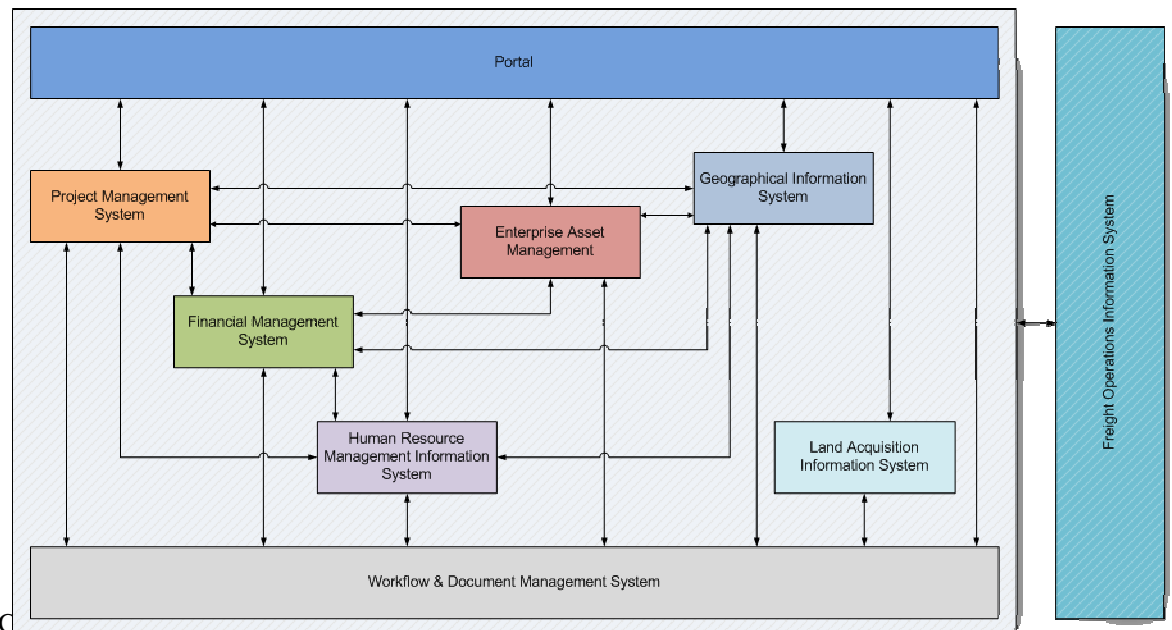 Portal
Project Management
System
Geographical Information
System
Enterprise Asset
Management
Financial Management
System
Human Resource
Management Information
System
Land Acquisition
Information System
Workflow & Document Management System
Freight Operations Information System